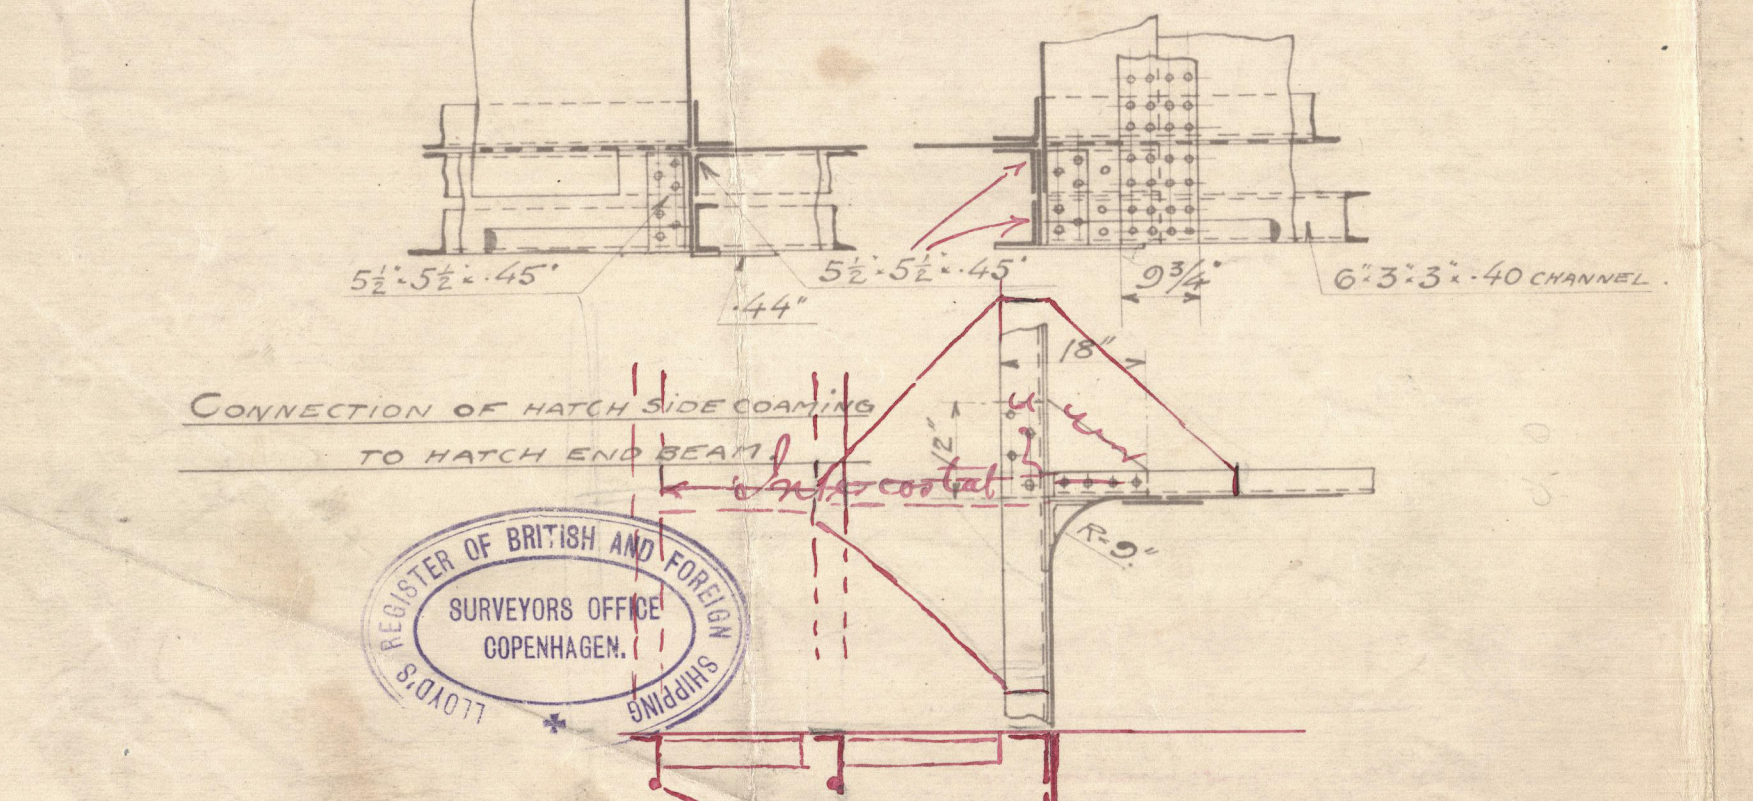 5½"×5½"×·45"
·44"
5½"×5½"×·45"
9¾"
6"×3"×3"×·40 CHANNEL.
18"
12"
CONNECTION OF HATCH SIDE COAMING
TO HATCH END BEAM.
Intercostal
R=9".
LLOYD'S REGISTER OF BRITISH AND FOREIGN SHIPPING
SURVEYORS OFFICE
COPENHAGEN.